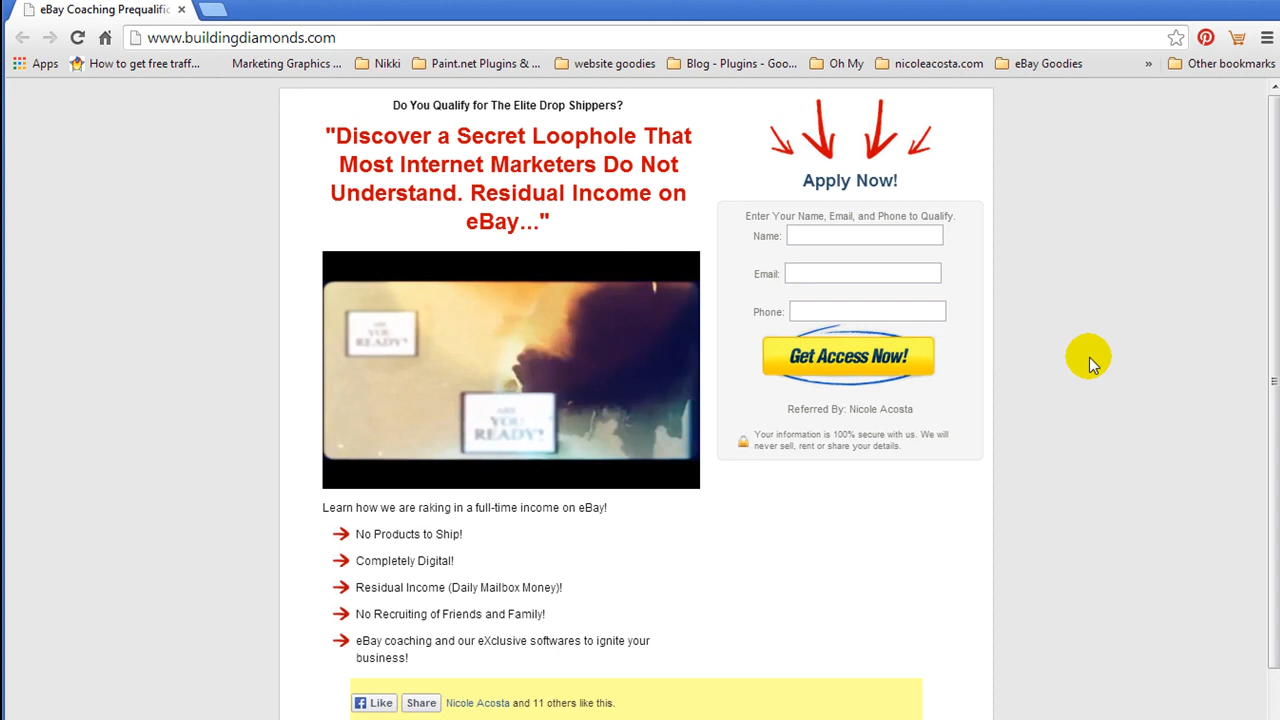 eBay Coaching Prequalific
www.buildingdiamonds.com
Apps How to get free traff... Marketing Graphics ... Nikki Paint.net Plugins & ... website goodies Blog - Plugins - Goo... Oh My nicoleacosta.com eBay Goodies » Other bookmarks
Do You Qualify for The Elite Drop Shippers?
"Discover a Secret Loophole That
Most Internet Marketers Do Not
Understand. Residual Income on
eBay..."
ARE
YOU
READY?
ARE
YOU
READY?
Learn how we are raking in a full-time income on eBay!
No Products to Ship!
Completely Digital!
Residual Income (Daily Mailbox Money)!
No Recruiting of Friends and Family!
eBay coaching and our eXclusive softwares to ignite your
business!
Like Share Nicole Acosta and 11 others like this.
Apply Now!
Enter Your Name, Email, and Phone to Qualify.
Name:
Email:
Phone:
Get Access Now!
Referred By: Nicole Acosta
Your information is 100% secure with us. We will
never sell, rent or share your details.